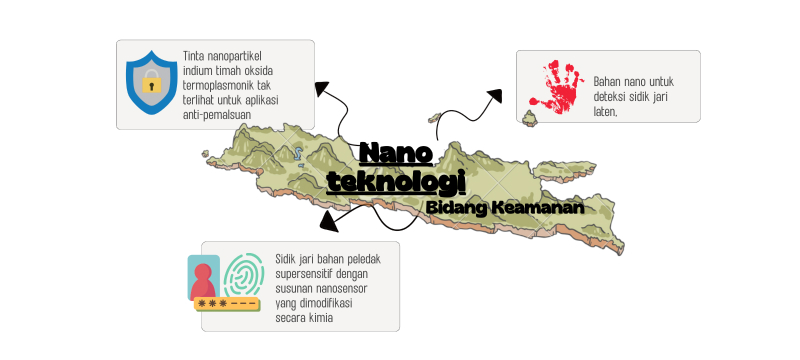 Tinta nanopartikel
indium timah oksida
termoplasmonik tak
terlihat untuk aplikasi
anti-pemalsuan
Bahan nano untuk
deteksi sidik jari
laten,
Nano
teknologi
Bidang Keamanan
Sidik jari bahan peledak
supersensitif dengan
susunan nanosensor
yang dimodifikasi
secara kimia